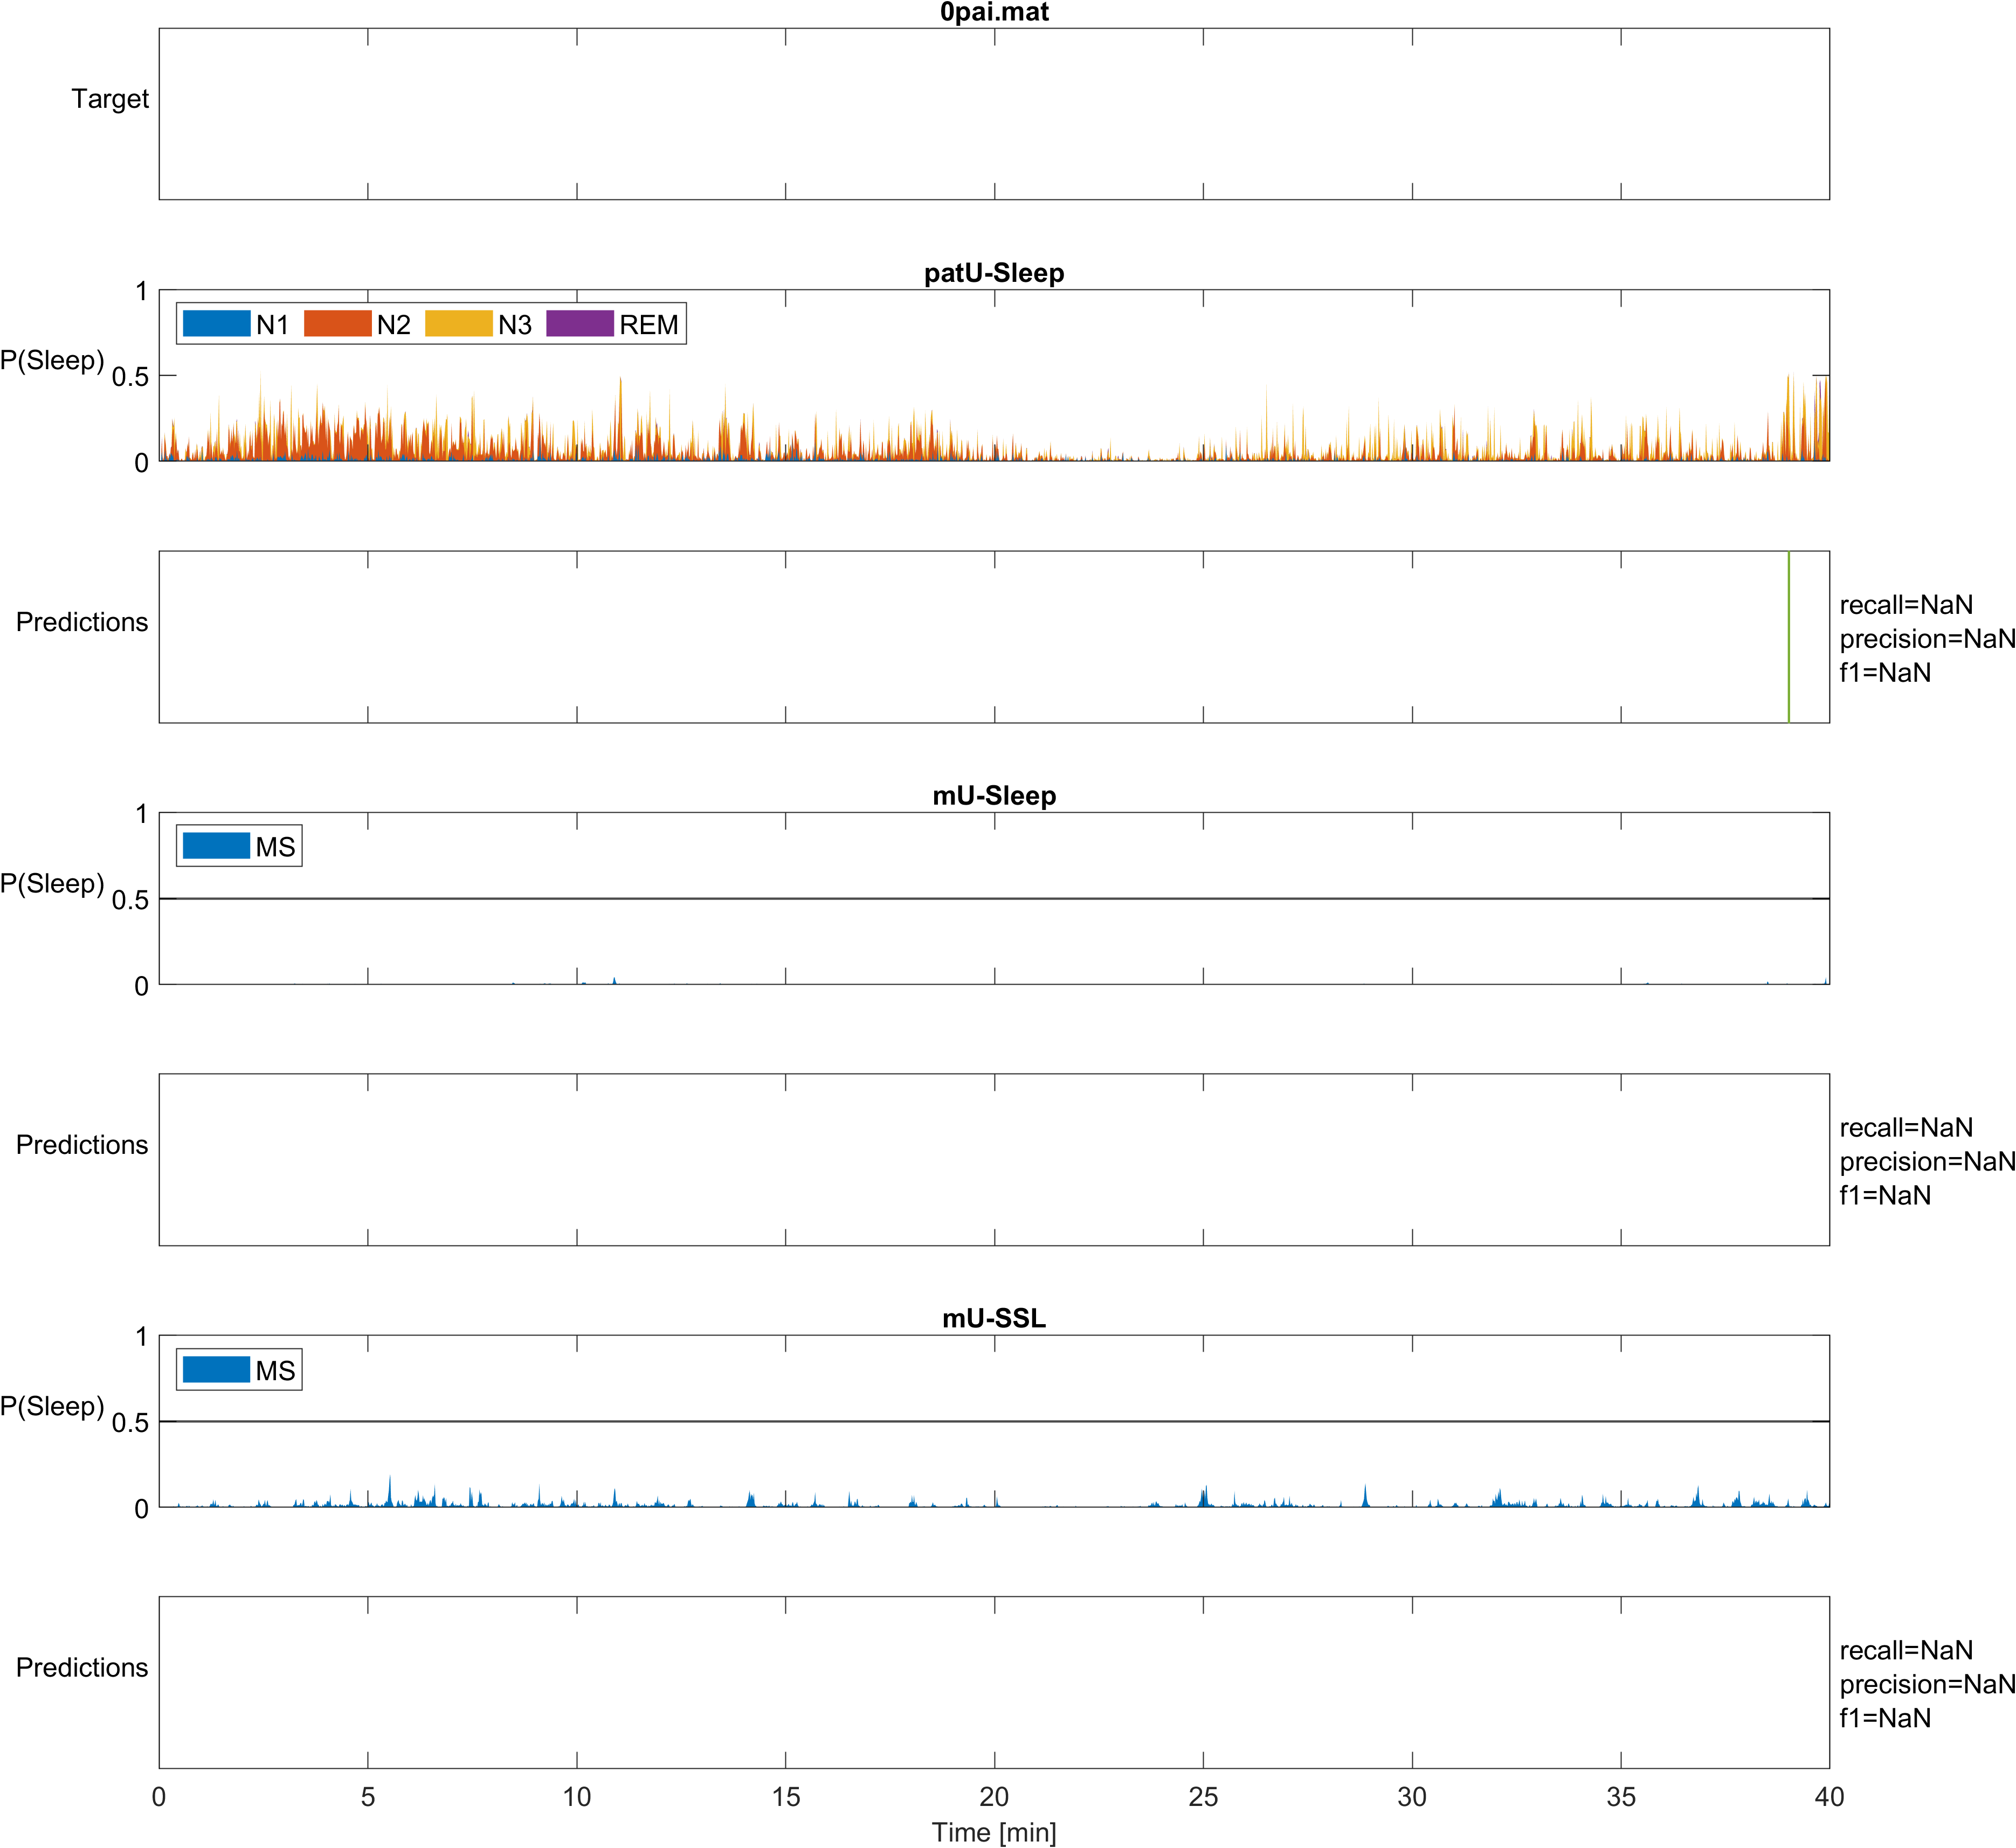 0pai.mat
Target
patU-Sleep
1
N1 N2 N3 REM
P(Sleep)
0.5
0
Predictions
recall=NaN
precision=NaN
f1=NaN
mU-Sleep
1
MS
P(Sleep)
0.5
0
Predictions
recall=NaN
precision=NaN
f1=NaN
mU-SSL
1
MS
P(Sleep)
0.5
0
Predictions
recall=NaN
precision=NaN
f1=NaN
0 5 10 15 20 25 30 35 40
Time [min]